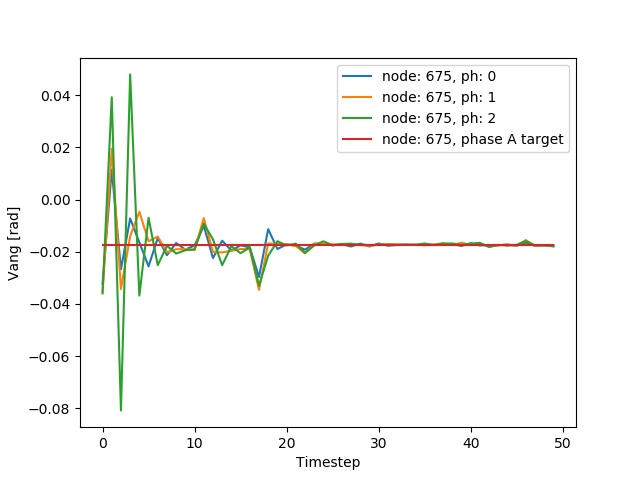 node: 675, ph: 0
node: 675, ph: 1
node: 675, ph: 2
node: 675, phase A target
0.04
0.02
0.00
−0.02
−0.04
−0.06
−0.08
Vang [rad]
0 10 20 30 40 50
Timestep